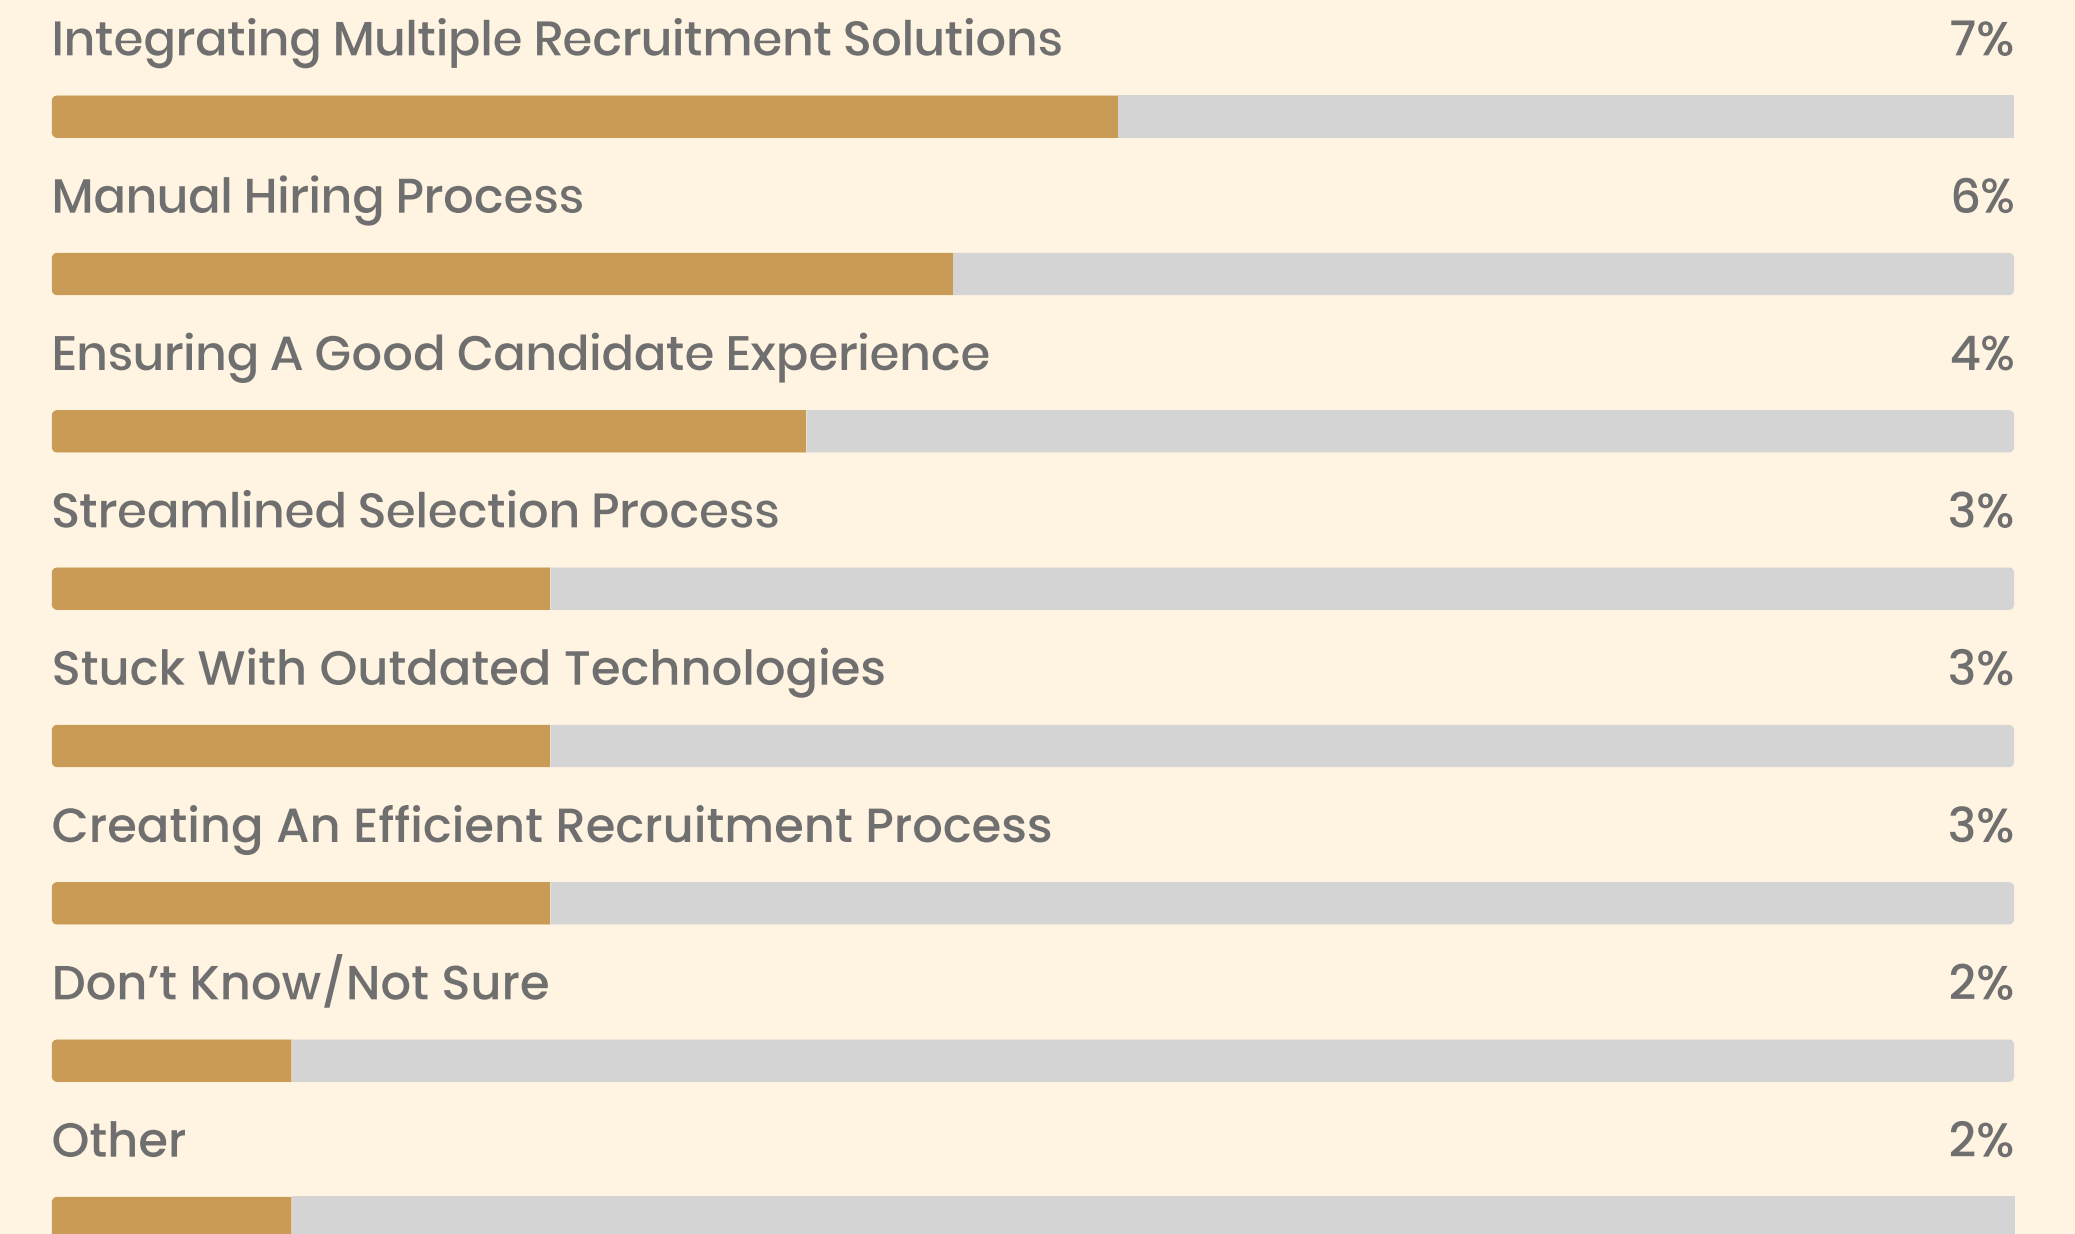 Integrating Multiple Recruitment Solutions 7%
Manual Hiring Process 6%
Ensuring A Good Candidate Experience 4%
Streamlined Selection Process 3%
Stuck With Outdated Technologies 3%
Creating An Efficient Recruitment Process 3%
Don’t Know/Not Sure 2%
Other 2%